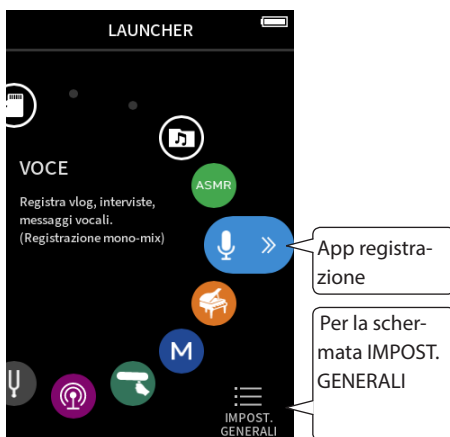 LAUNCHER
VOCE
Registra vlog, interviste,
messaggi vocali.
(Registrazione mono-mix)
ASMR
M
IMPOST.
GENERALI
App registra-
zione
Per la scher-
mata IMPOST.
GENERALI